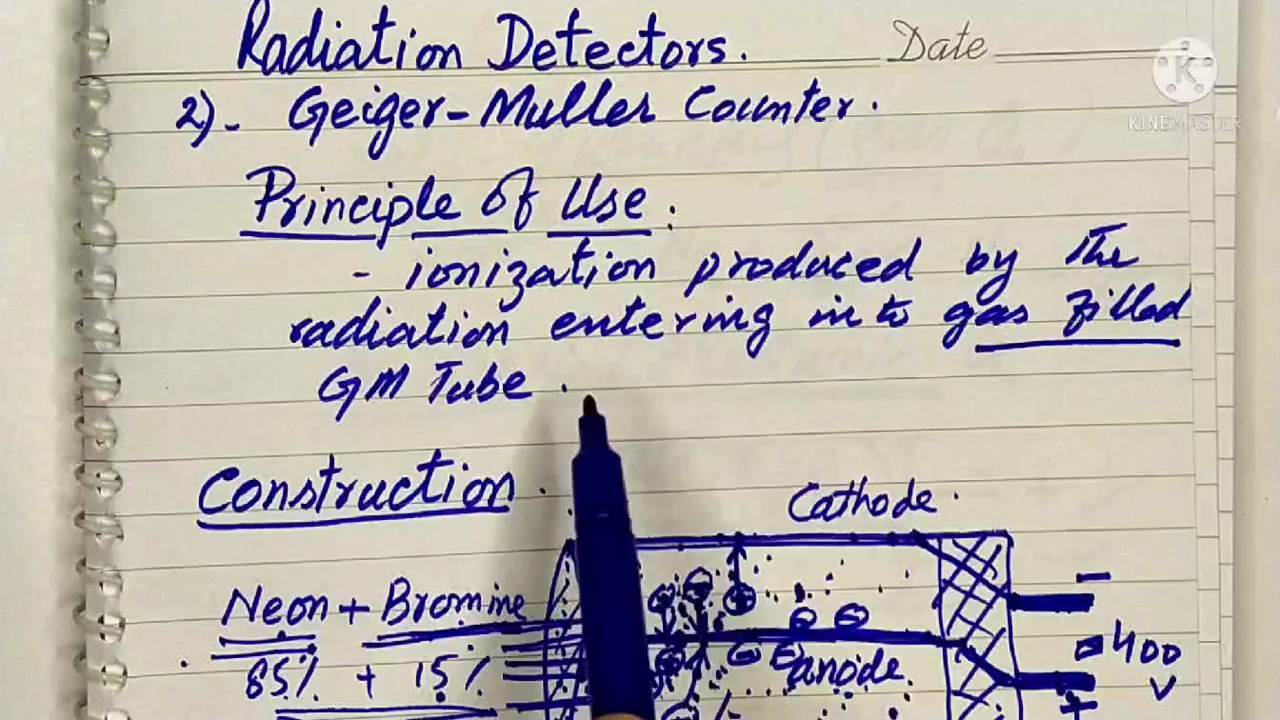 Radiation Detectors.
Date
2). Geiger-Muller Counter.
Principle of Use :
- ionization produced by the
radiation entering into gas filled
GM Tube .
Construction .
Cathode .
Neon + Bromine
85% + 15%
anode
400
V
K
KINEMASTER